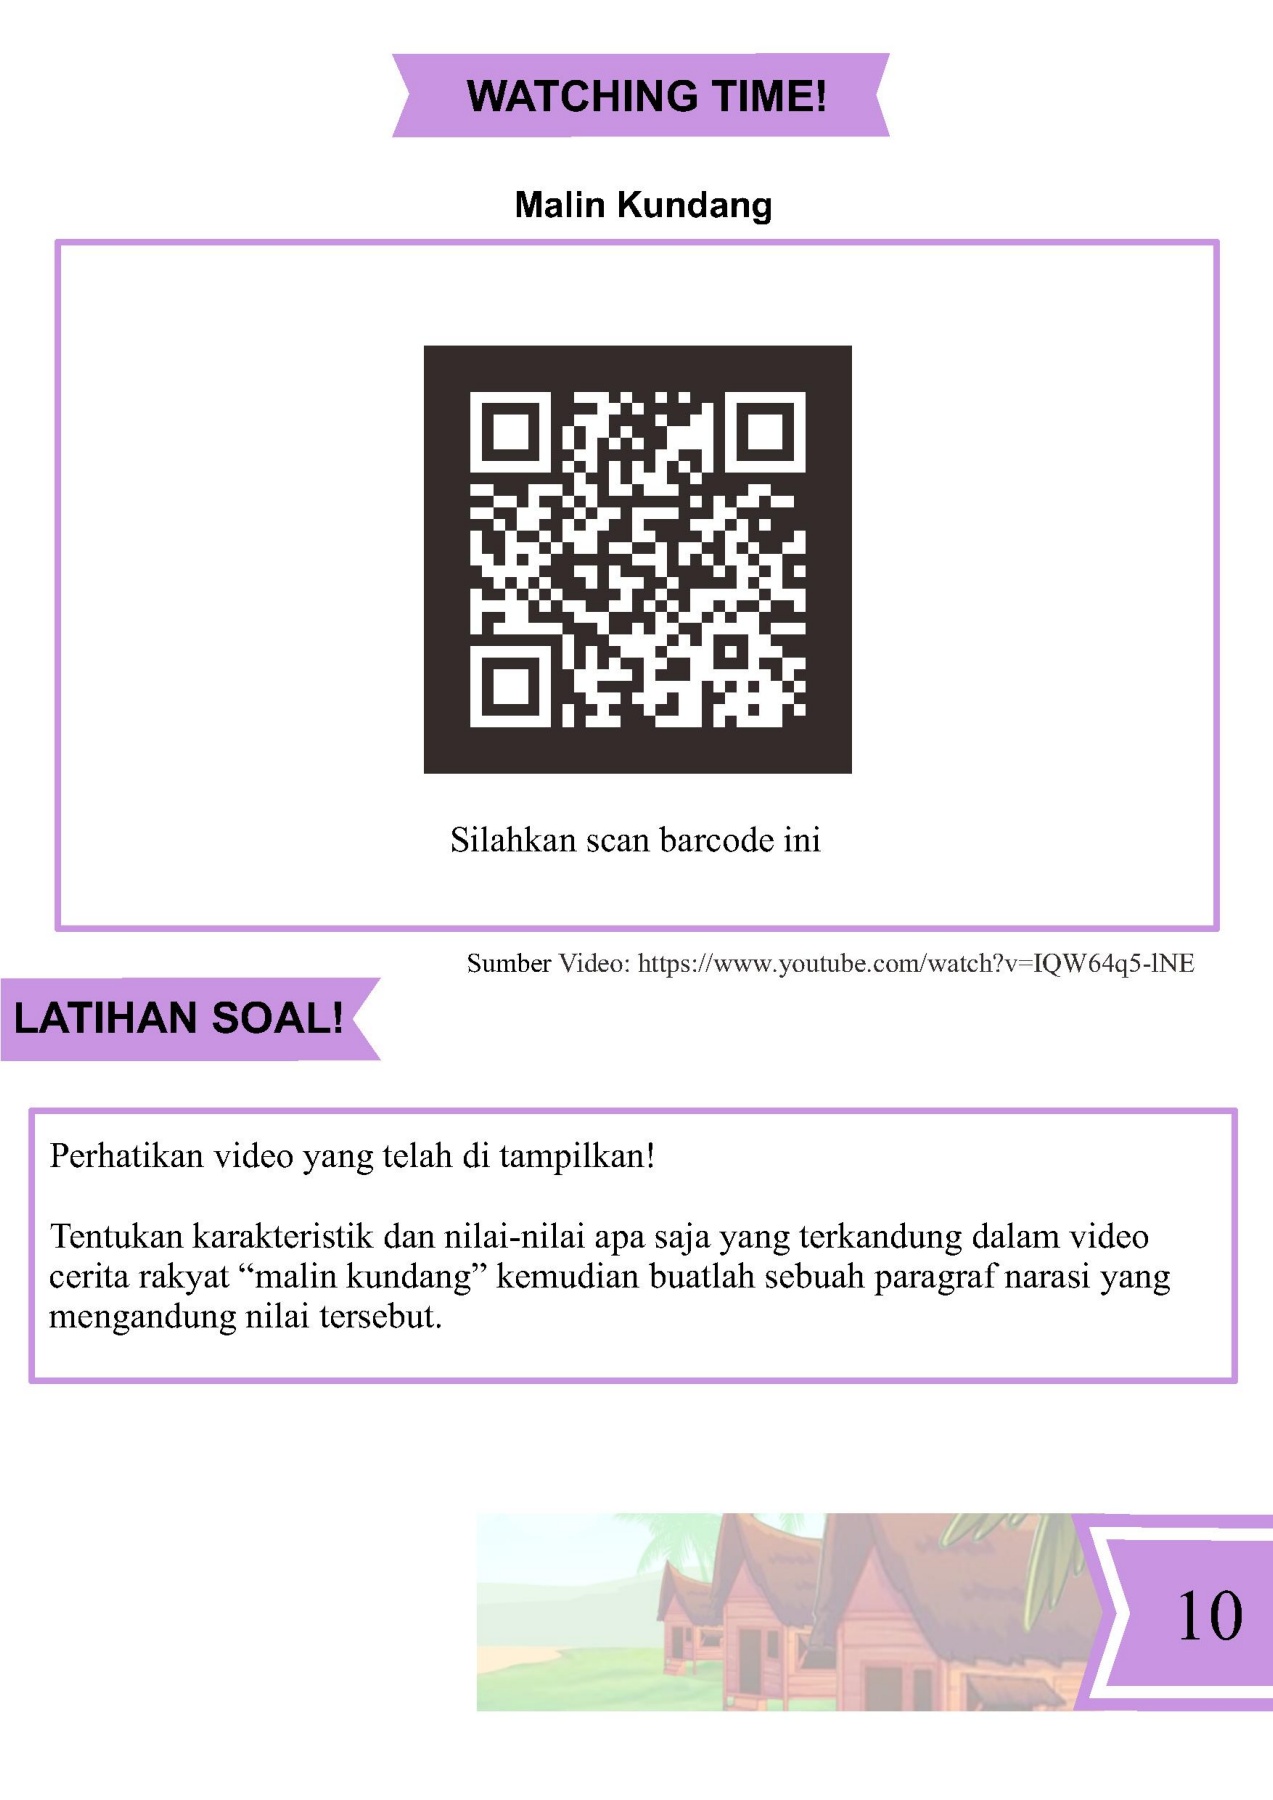 WATCHING TIME!
Malin Kundang
Silahkan scan barcode ini
Sumber Video: https://www.youtube.com/watch?v=IQW64q5-lNE
LATIHAN SOAL!
Perhatikan video yang telah di tampilkan!
Tentukan karakteristik dan nilai-nilai apa saja yang terkandung dalam video
cerita rakyat “malin kundang” kemudian buatlah sebuah paragraf narasi yang
mengandung nilai tersebut.
10